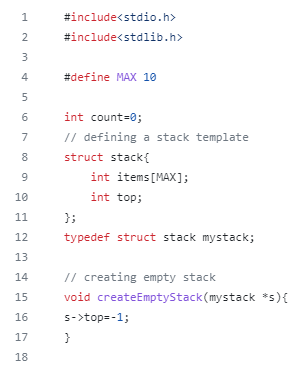 1 #include<stdio.h>
2 #include<stdlib.h>
3
4 #define MAX 10
5
6 int count=0;
7 // defining a stack template
8 struct stack{
9     int items[MAX];
10     int top;
11 };
12 typedef struct stack mystack;
13
14 // creating empty stack
15 void createEmptyStack(mystack *s){
16 s->top=-1;
17 }
18